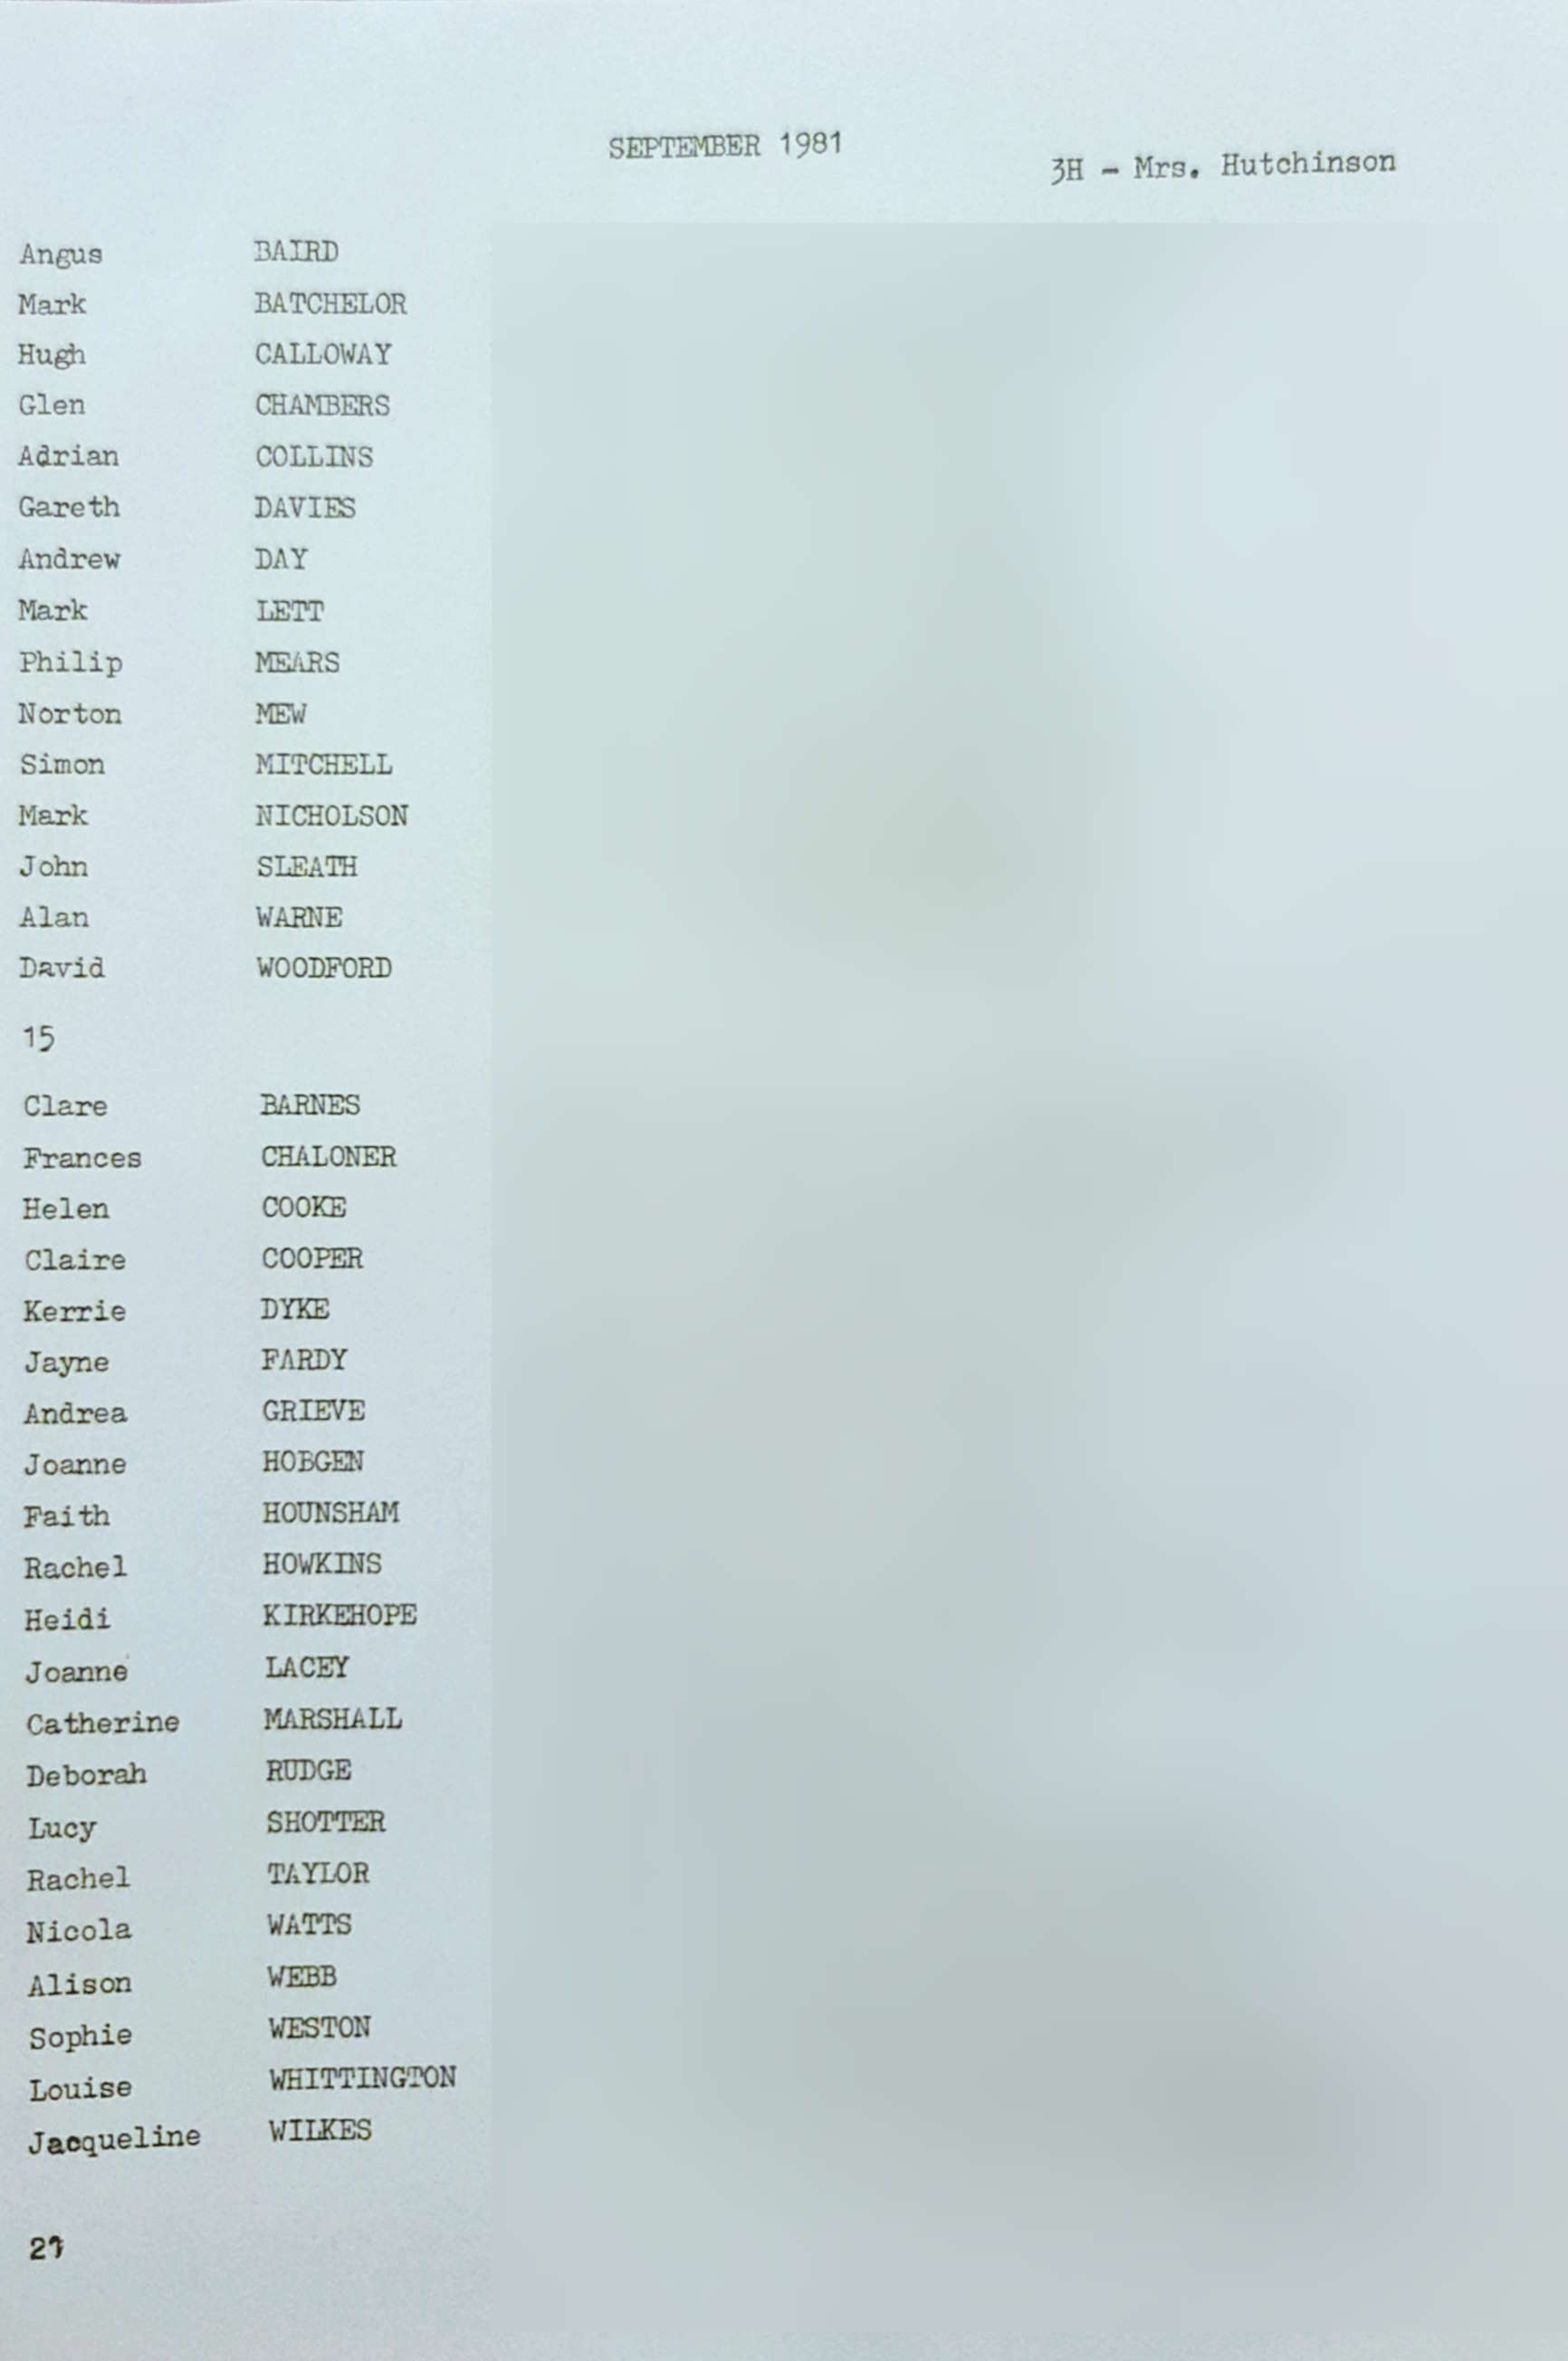 SEPTEMBER 1981
3H - Mrs. Hutchinson
Angus BAIRD
Mark BATCHELOR
Hugh CALLOWAY
Glen CHAMBERS
Adrian COLLINS
Gareth DAVIES
Andrew DAY
Mark LETT
Philip MEARS
Norton MEW
Simon MITCHELL
Mark NICHOLSON
John SLEATH
Alan WARNE
David WOODFORD
15
Clare BARNES
Frances CHALONER
Helen COOKE
Claire COOPER
Kerrie DYKE
Jayne FARDY
Andrea GRIEVE
Joanne HOBGEN
Faith HOUNSHAM
Rachel HOWKINS
Heidi KIRKEHOPE
Joanne LACEY
Catherine MARSHALL
Deborah RUDGE
Lucy SHOTTER
Rachel TAYLOR
Nicola WATTS
Alison WEBB
Sophie WESTON
Louise WHITTINGTON
Jacqueline WILKES